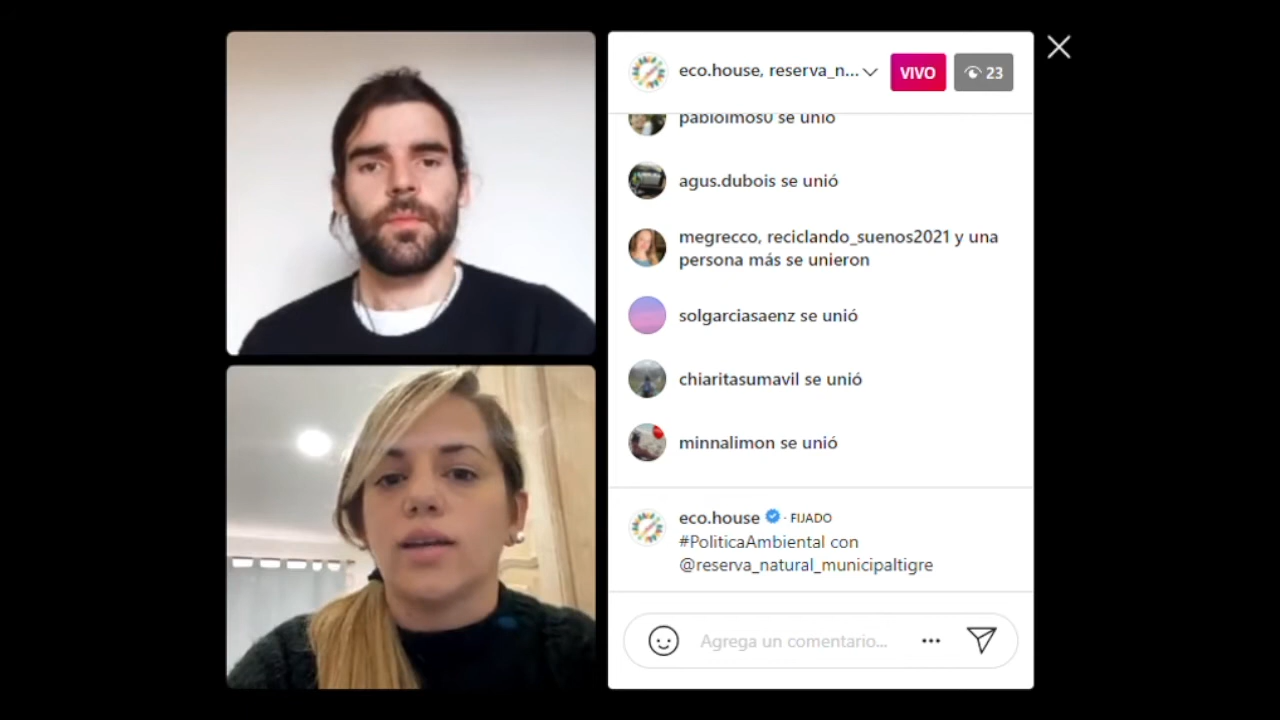 eco.house, reserva_n...
VIVO
23
pabloimos0 se unió
agus.dubois se unió
megrecco, reciclando_suenos2021 y una
persona más se unieron
solgarciasaenz se unió
chiaritasumavil se unió
minnalimon se unió
eco.house · FIJADO
#PoliticaAmbiental con
@reserva_natural_municipaltigre
Agrega un comentario...